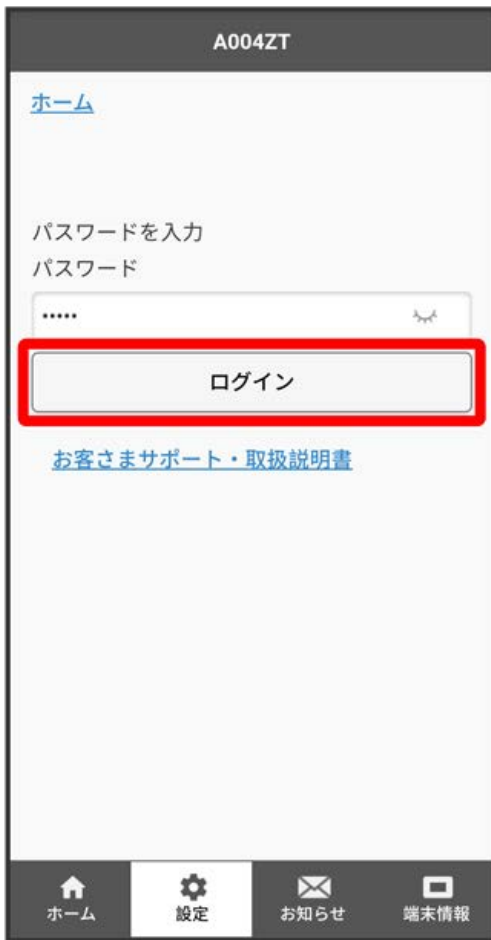 A004ZT
ホーム
パスワードを入力
パスワード
•••••
ログイン
お客さまサポート・取扱説明書
ホーム
設定
お知らせ
端末情報